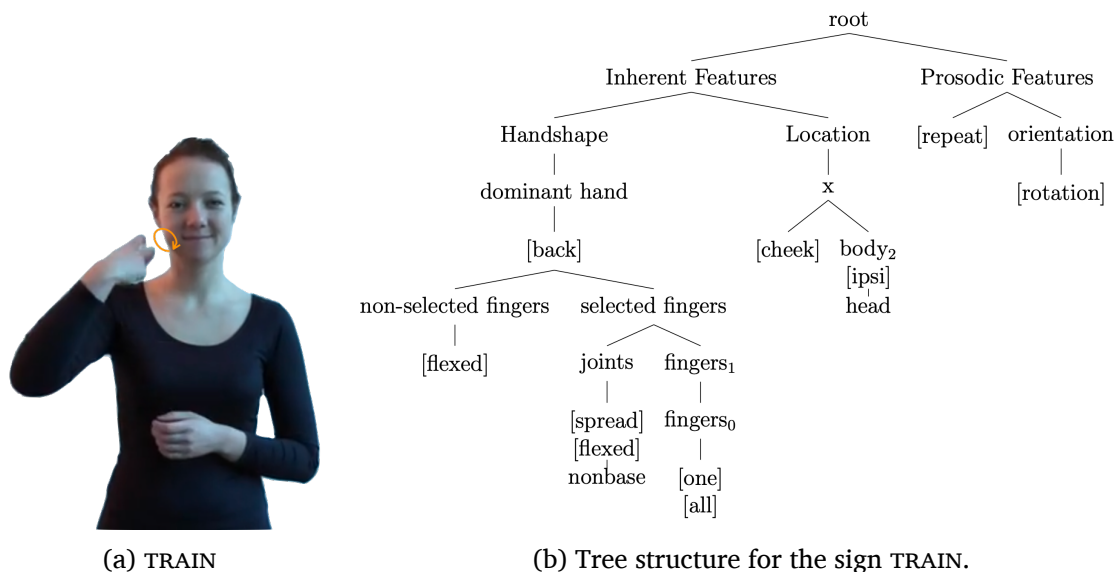 root
Inherent Features Prosodic Features
Handshape Location [repeat] orientation
dominant hand x [rotation]
[back] [cheek] body₂
[ipsi]
non-selected fingers selected fingers head
[flexed] joints fingers₁
[spread] fingers₀
[flexed]
nonbase [one]
[all]
(a) TRAIN (b) Tree structure for the sign TRAIN.